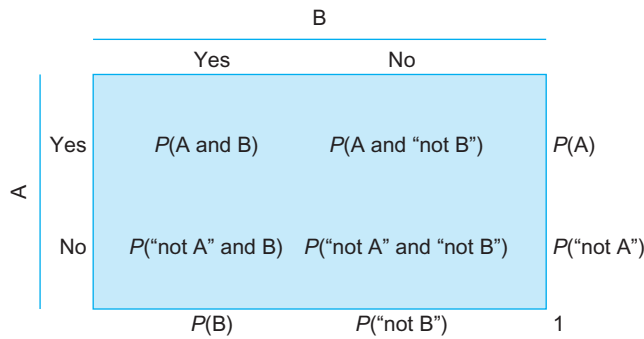 B
Yes No
A
Yes P(A and B) P(A and “not B”) P(A)
No P(“not A” and B) P(“not A” and “not B”) P(“not A”)
P(B) P(“not B”) 1